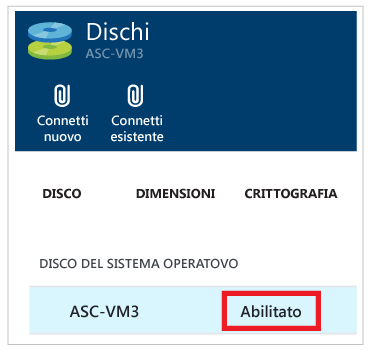 Dischi
ASC-VM3
Connetti nuovo
Connetti esistente
DISCO DIMENSIONI CRITTOGRAFIA
DISCO DEL SISTEMA OPERATOVO
ASC-VM3 Abilitato